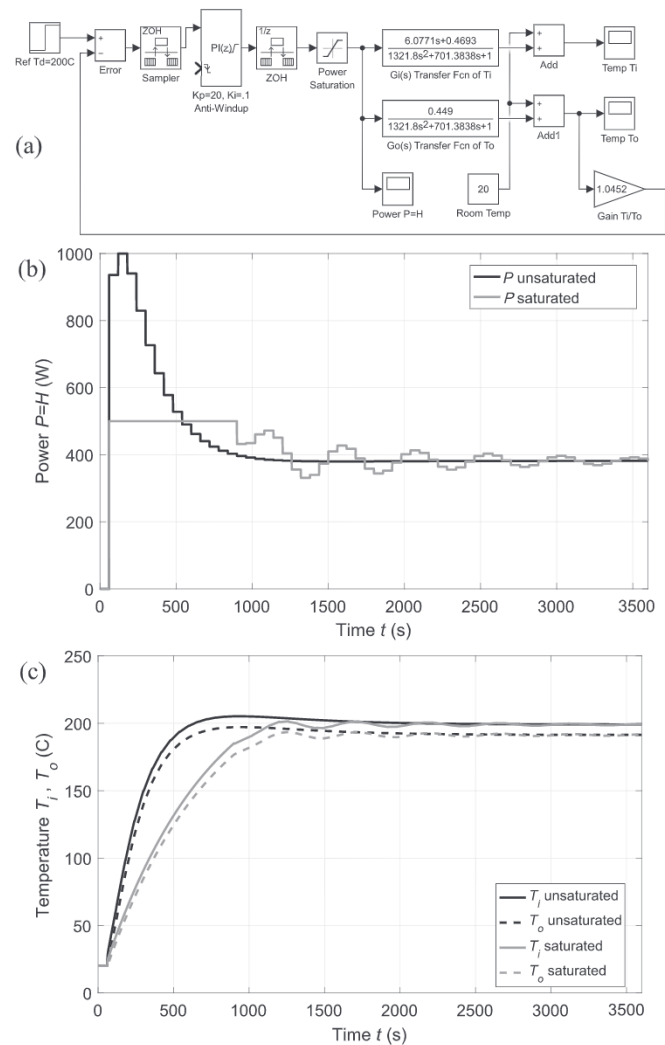 ZOH
1/z
PI(z)
Ref Td=200C
Error
Sampler
Kp=20, Ki=.1
Anti-Windup
ZOH
Power
Saturation
6.0771s+0.4693
1321.8s²+701.3838s+1
Gi(s) Transfer Fcn of Ti
Add
Temp Ti
0.449
1321.8s²+701.3838s+1
Go(s) Transfer Fcn of To
Add1
Temp To
(a)
Power P=H
20
Room Temp
1.0452
Gain Ti/To
(b)
1000
800
600
400
200
0
Power P=H (W)
P unsaturated
P saturated
0 500 1000 1500 2000 2500 3000 3500
Time t (s)
(c)
250
200
150
100
50
0
Temperature Ti , To (C)
Ti unsaturated
To unsaturated
Ti saturated
To saturated
0 500 1000 1500 2000 2500 3000 3500
Time t (s)